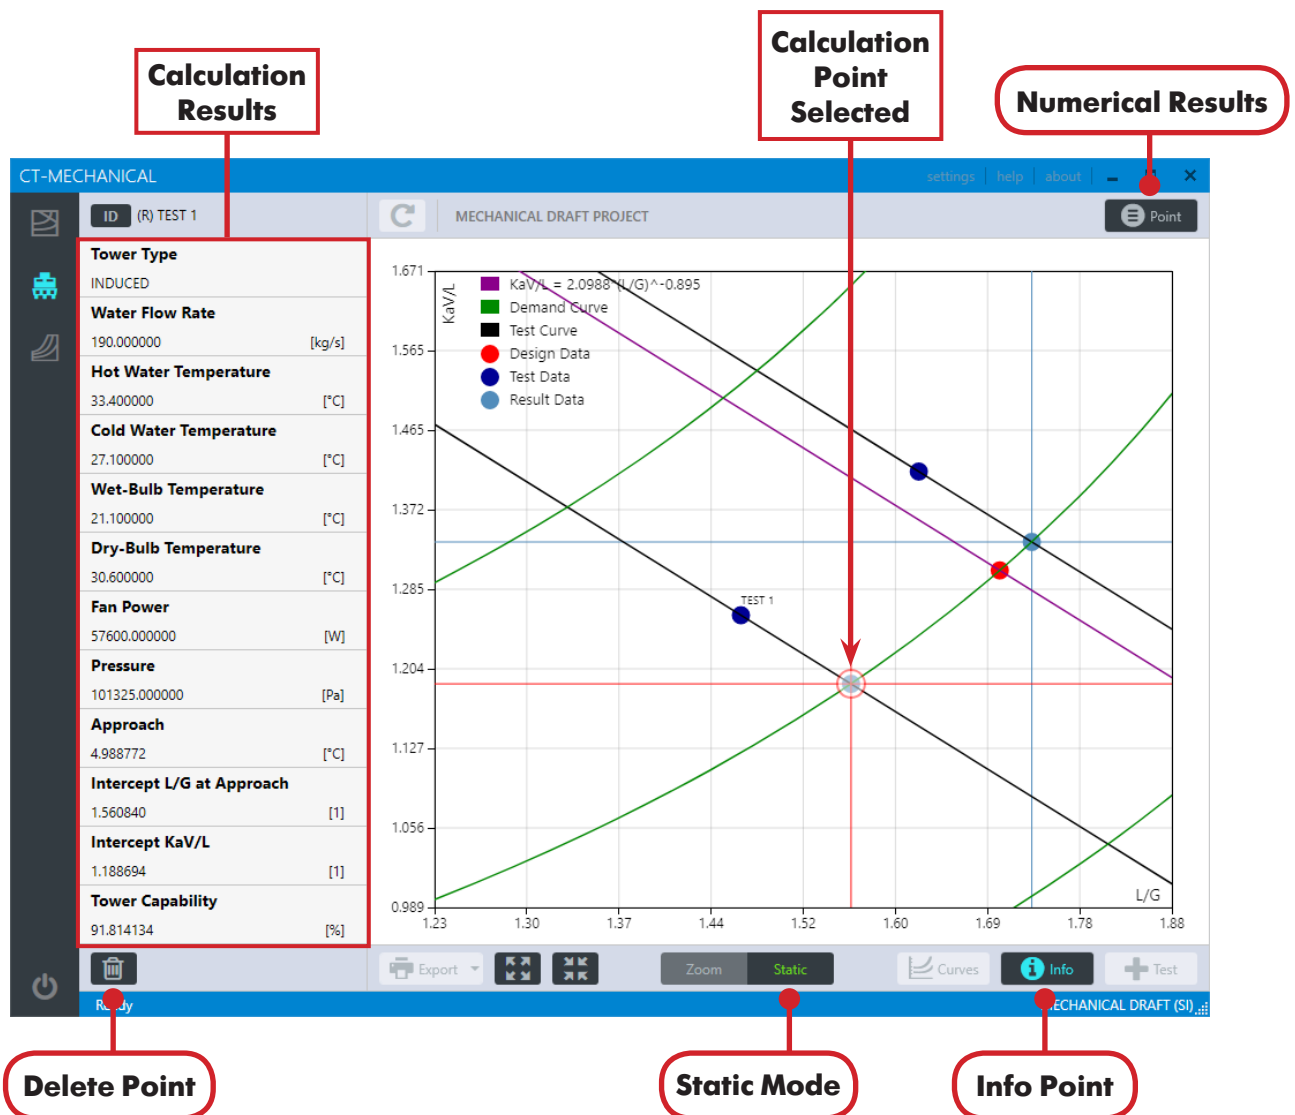 Calculation
Results
Calculation
Point
Selected
Numerical Results
CT-MECHANICAL
settings help about
ID (R) TEST 1
MECHANICAL DRAFT PROJECT
Point
Tower Type
INDUCED
Water Flow Rate
190.000000 [kg/s]
Hot Water Temperature
33.400000 [°C]
Cold Water Temperature
27.100000 [°C]
Wet-Bulb Temperature
21.100000 [°C]
Dry-Bulb Temperature
30.600000 [°C]
Fan Power
57600.000000 [W]
Pressure
101325.000000 [Pa]
Approach
4.988772 [°C]
Intercept L/G at Approach
1.560840 [1]
Intercept KaV/L
1.188694 [1]
Tower Capability
91.814134 [%]
KaV/L
KaV/L = 2.0988*(L/G)^-0.895
Demand Curve
Test Curve
Design Data
Test Data
Result Data
1.671
1.565
1.465
1.372
1.285
1.204
1.127
1.056
0.989
TEST 1
L/G
1.23 1.30 1.37 1.44 1.52 1.60 1.69 1.78 1.88
Export
Zoom Static
Curves
Info
Test
Ready
MECHANICAL DRAFT (SI)
Delete Point
Static Mode
Info Point